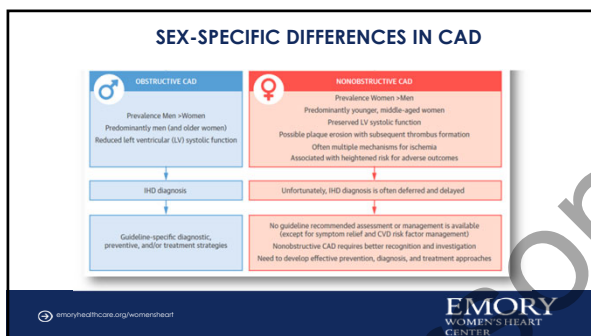 SEX-SPECIFIC DIFFERENCES IN CAD
OBSTRUCTIVE CAD
Prevalence Men >Women
Predominantly men (and older women)
Reduced left ventricular (LV) systolic function
IHD diagnosis
Guideline-specific diagnostic,
preventive, and/or treatment strategies
NONOBSTRUCTIVE CAD
Prevalence Women >Men
Predominantly younger, middle-aged women
Preserved LV systolic function
Possible plaque erosion with subsequent thrombus formation
Often multiple mechanisms for ischemia
Associated with heightened risk for adverse outcomes
Unfortunately, IHD diagnosis is often deferred and delayed
No guideline recommended assessment or management is available
(except for symptom relief and CVD risk factor management)
Nonobstructive CAD requires better recognition and investigation
Need to develop effective prevention, diagnosis, and treatment approaches
emoryhealthcare.org/womensheart
EMORY
WOMEN'S HEART
CENTER